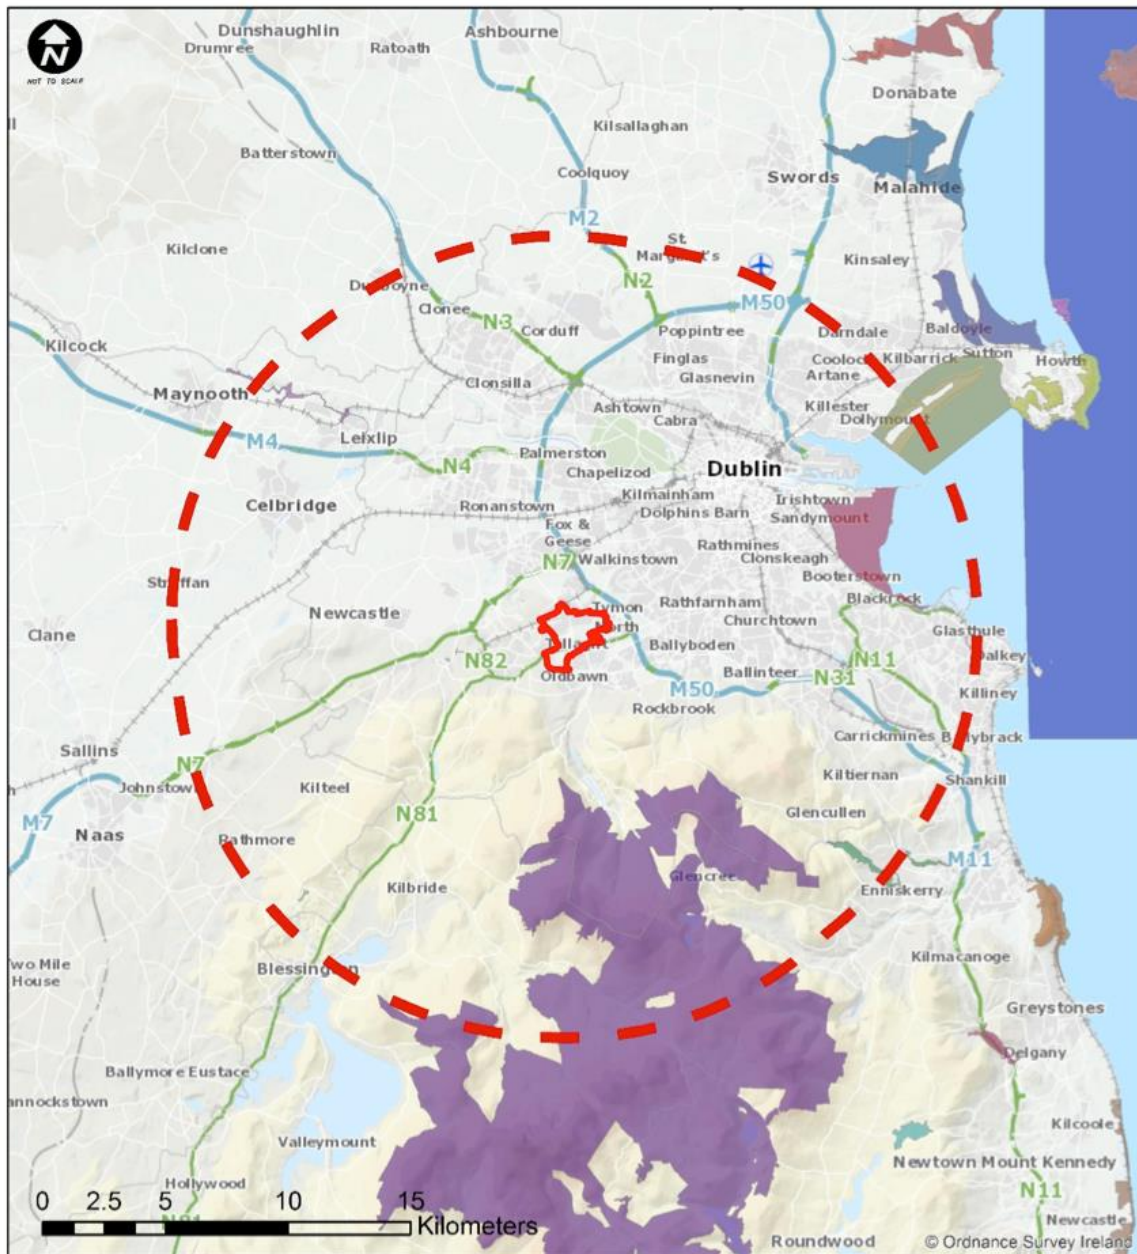 Dunshaughlin
Ashbourne
Drumree
Ratoath
N
NOT TO SCALE
Donabate
Kilsallaghan
Batterstown
Coolquoy
Swords
Malahide
M2
Kilclone
St.
Margaret's
Kinsaley
Dunboyne
N2
Clonee
M50
N3
Corduff
Poppintree
Darndale
Baldoyle
Kilcock
Finglas
Coolock
Kilbarrick
Sutton
Howth
Maynooth
Clonsilla
Glasnevin
Artane
Ashtown
Killester
Leixlip
Cabra
Dollymount
M4
Palmerston
N4
Chapelizod
Dublin
Celbridge
Ronanstown
Kilmainham
Irishtown
Dolphins Barn
Sandymount
Fox &
Geese
Rathmines
N7
Walkinstown
Clonskeagh
Straffan
Booterstown
Newcastle
Tymon
North
Rathfarnham
Blackrock
Clane
Churchtown
Glasthule
Tallaght
Ballyboden
N11
Dalkey
N82
Oldbawn
Ballinteer
N31
M50
Killiney
Rockbrook
Sallins
Carrickmines
Ballybrack
N7
Johnstow
Kilteel
Kiltiernan
Shankill
M7
Naas
N81
Glencullen
Rathmore
M11
Kilbride
Glencree
Enniskerry
Two Mile
House
Blessington
Kilmacanoge
Greystones
Delgany
Ballymore Eustace
annockstown
Kilcoole
Valleymount
Newtown Mount Kennedy
Hollywood
N11
N81
0 2.5 5 10 15
Kilometers
Newcastle
Roundwood
© Ordnance Survey Ireland